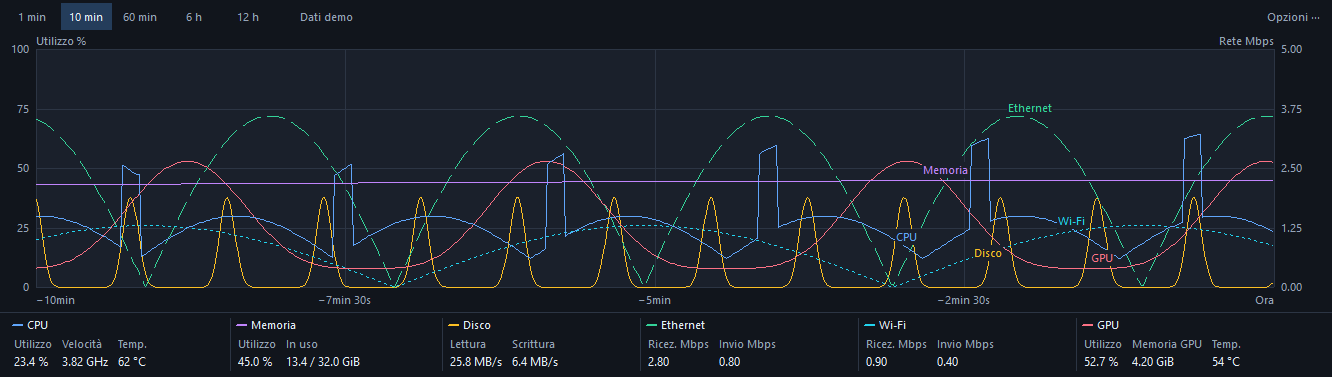 1 min 10 min 60 min 6 h 12 h Dati demo Opzioni ···
Utilizzo % Rete Mbps
100 5.00
Ethernet
75 3.75
50 2.50
Memoria
25 1.25
Wi-Fi
CPU
Disco
GPU
0 0.00
−10min −7min 30s −5min −2min 30s Ora
CPU Memoria Disco Ethernet Wi-Fi GPU
Utilizzo Velocità Temp. Utilizzo In uso Lettura Scrittura Ricez. Mbps Invio Mbps Ricez. Mbps Invio Mbps Utilizzo Memoria GPU Temp.
23.4 % 3.82 GHz 62 °C 45.0 % 13.4 / 32.0 GiB 25.8 MB/s 6.4 MB/s 2.80 0.80 0.90 0.40 52.7 % 4.20 GiB 54 °C